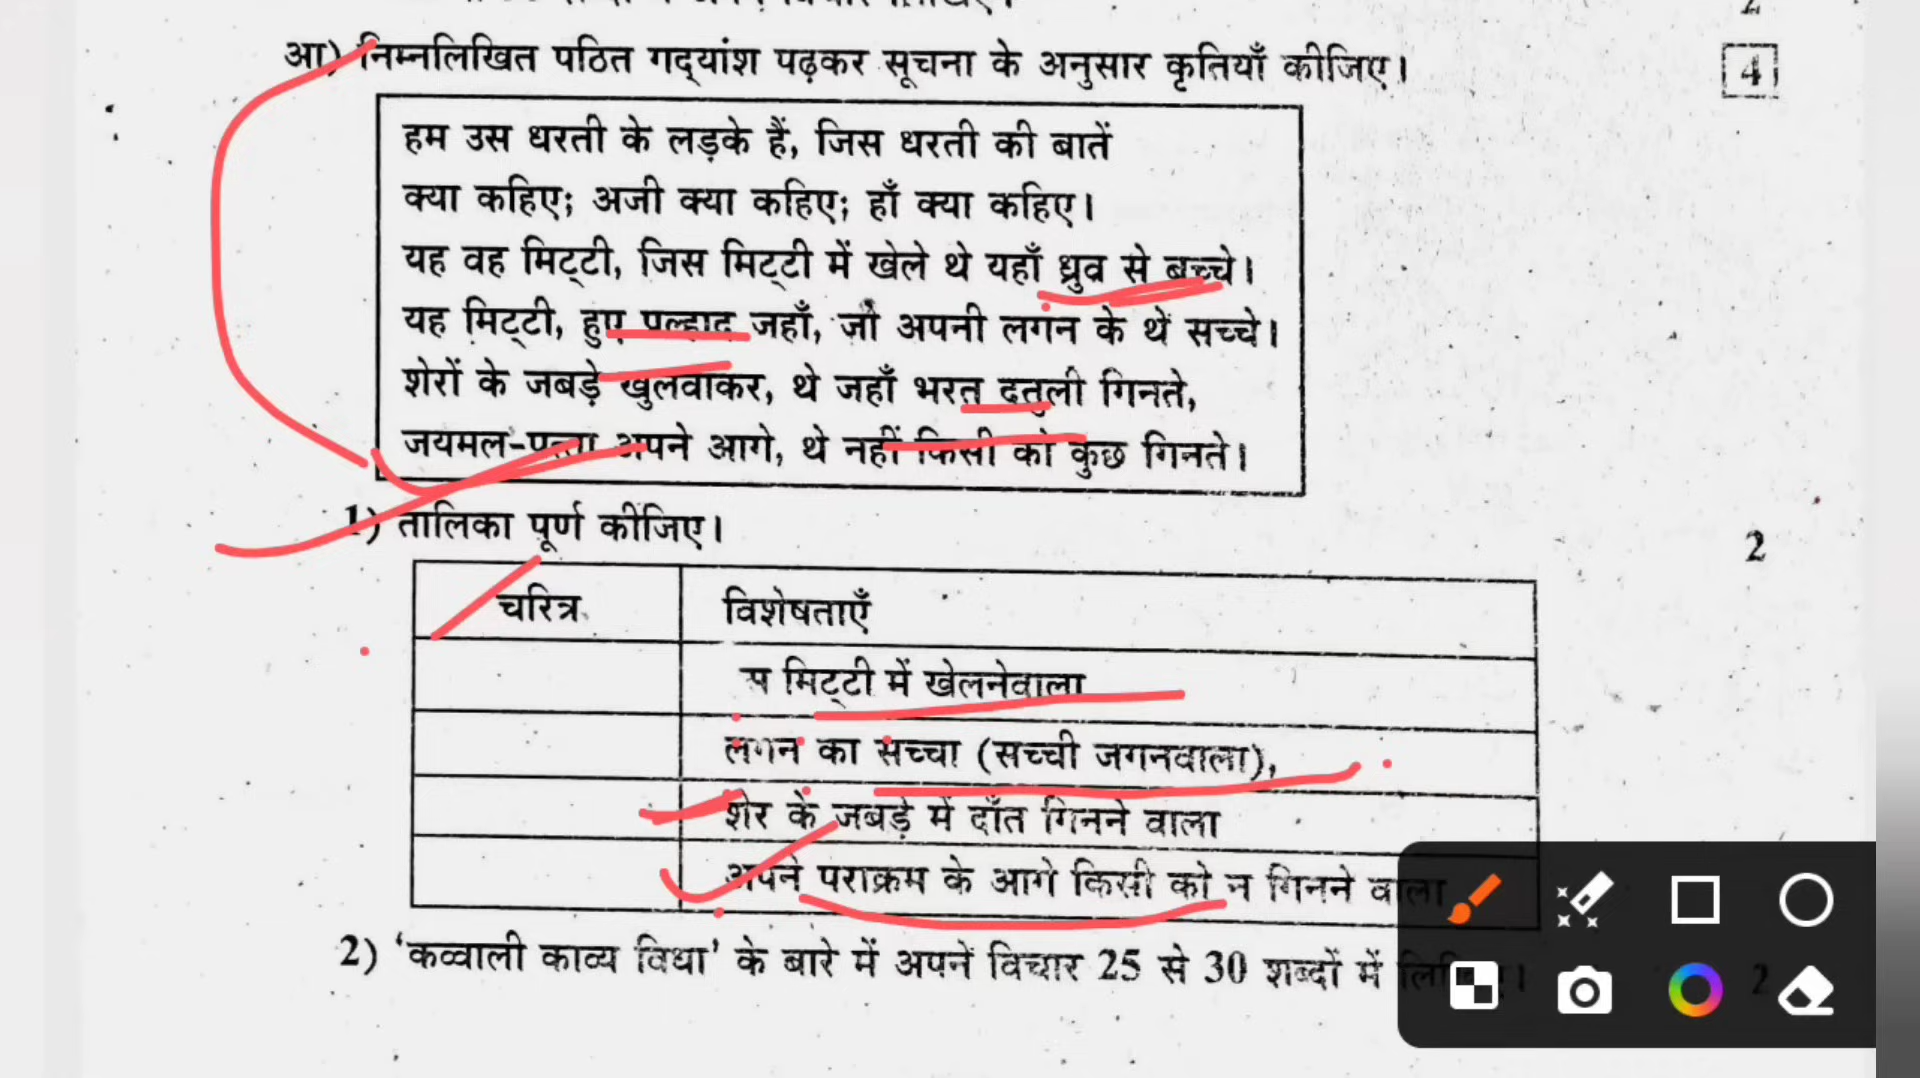 आ) निम्नलिखित पठित गद्यांश पढ़कर सूचना के अनुसार कृतियाँ कीजिए।
4
हम उस धरती के लड़के हैं, जिस धरती की बातें
क्या कहिए; अजी क्या कहिए; हाँ क्या कहिए।
यह वह मिट्टी, जिस मिट्टी में खेले थे यहाँ ध्रुव से बच्चे।
यह मिट्टी, हुए प्रल्हाद जहाँ, जो अपनी लगन के थे सच्चे।
शेरों के जबड़े खुलवाकर, थे जहाँ भरत दतुली गिनते,
जयमल-पत्ता अपने आगे, थे नहीं किसी को कुछ गिनते।
1) तालिका पूर्ण कीजिए।
2
चरित्र
विशेषताएँ
मिट्टी में खेलनेवाला
लगन का सच्चा (सच्ची जगनवाला),
शेर के जबड़े में दाँत गिनने वाला
अपने पराक्रम के आगे किसी को न गिनने वाला
2) ‘कव्वाली काव्य विधा’ के बारे में अपने विचार 25 से 30 शब्दों में
2